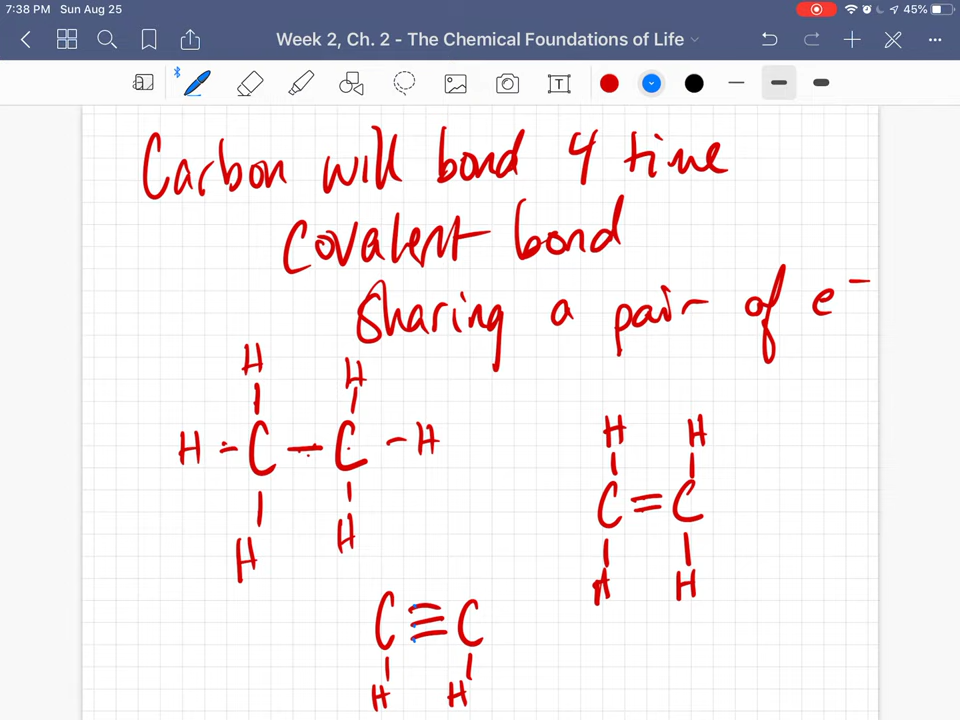 7:38 PM Sun Aug 25
45%
Week 2, Ch. 2 - The Chemical Foundations of Life
T
Carbon will bond 4 time
Covalent bond
Sharing a pair of e⁻
H H
H - C - C - H
H H
H H
C = C
H H
C ≡ C
H H